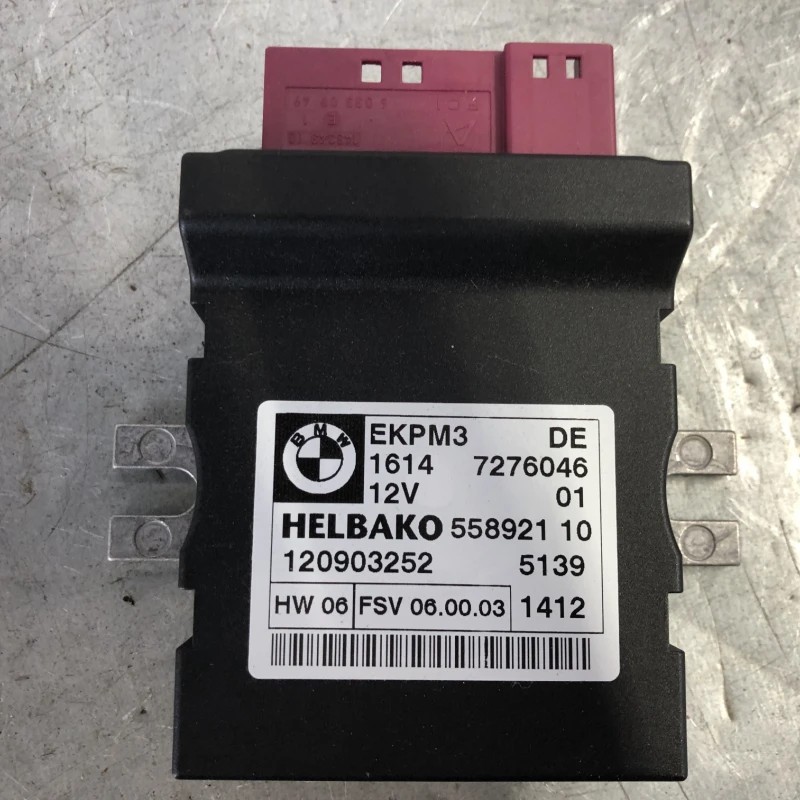 BMW
EKPM3 DE
1614 7276046
12V 01
HELBAKO 558921 10
120903252 5139
HW 06 FSV 06.00.03 1412